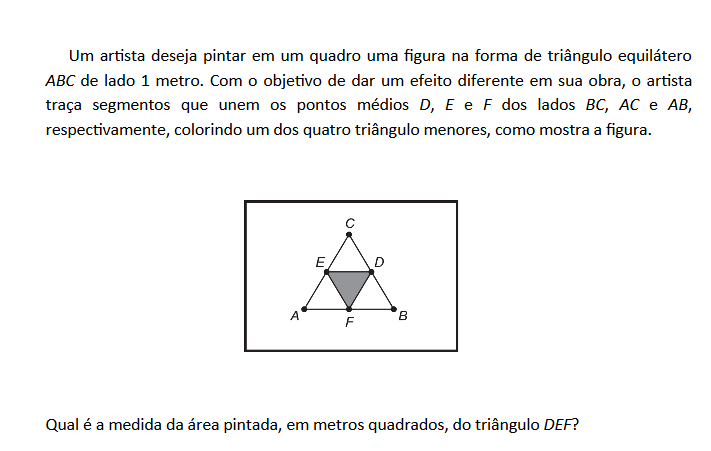 Um artista deseja pintar em um quadro uma figura na forma de triângulo equilátero
ABC de lado 1 metro. Com o objetivo de dar um efeito diferente em sua obra, o artista
traça segmentos que unem os pontos médios D, E e F dos lados BC, AC e AB,
respectivamente, colorindo um dos quatro triângulo menores, como mostra a figura.
C
E D
A F B
Qual é a medida da área pintada, em metros quadrados, do triângulo DEF?